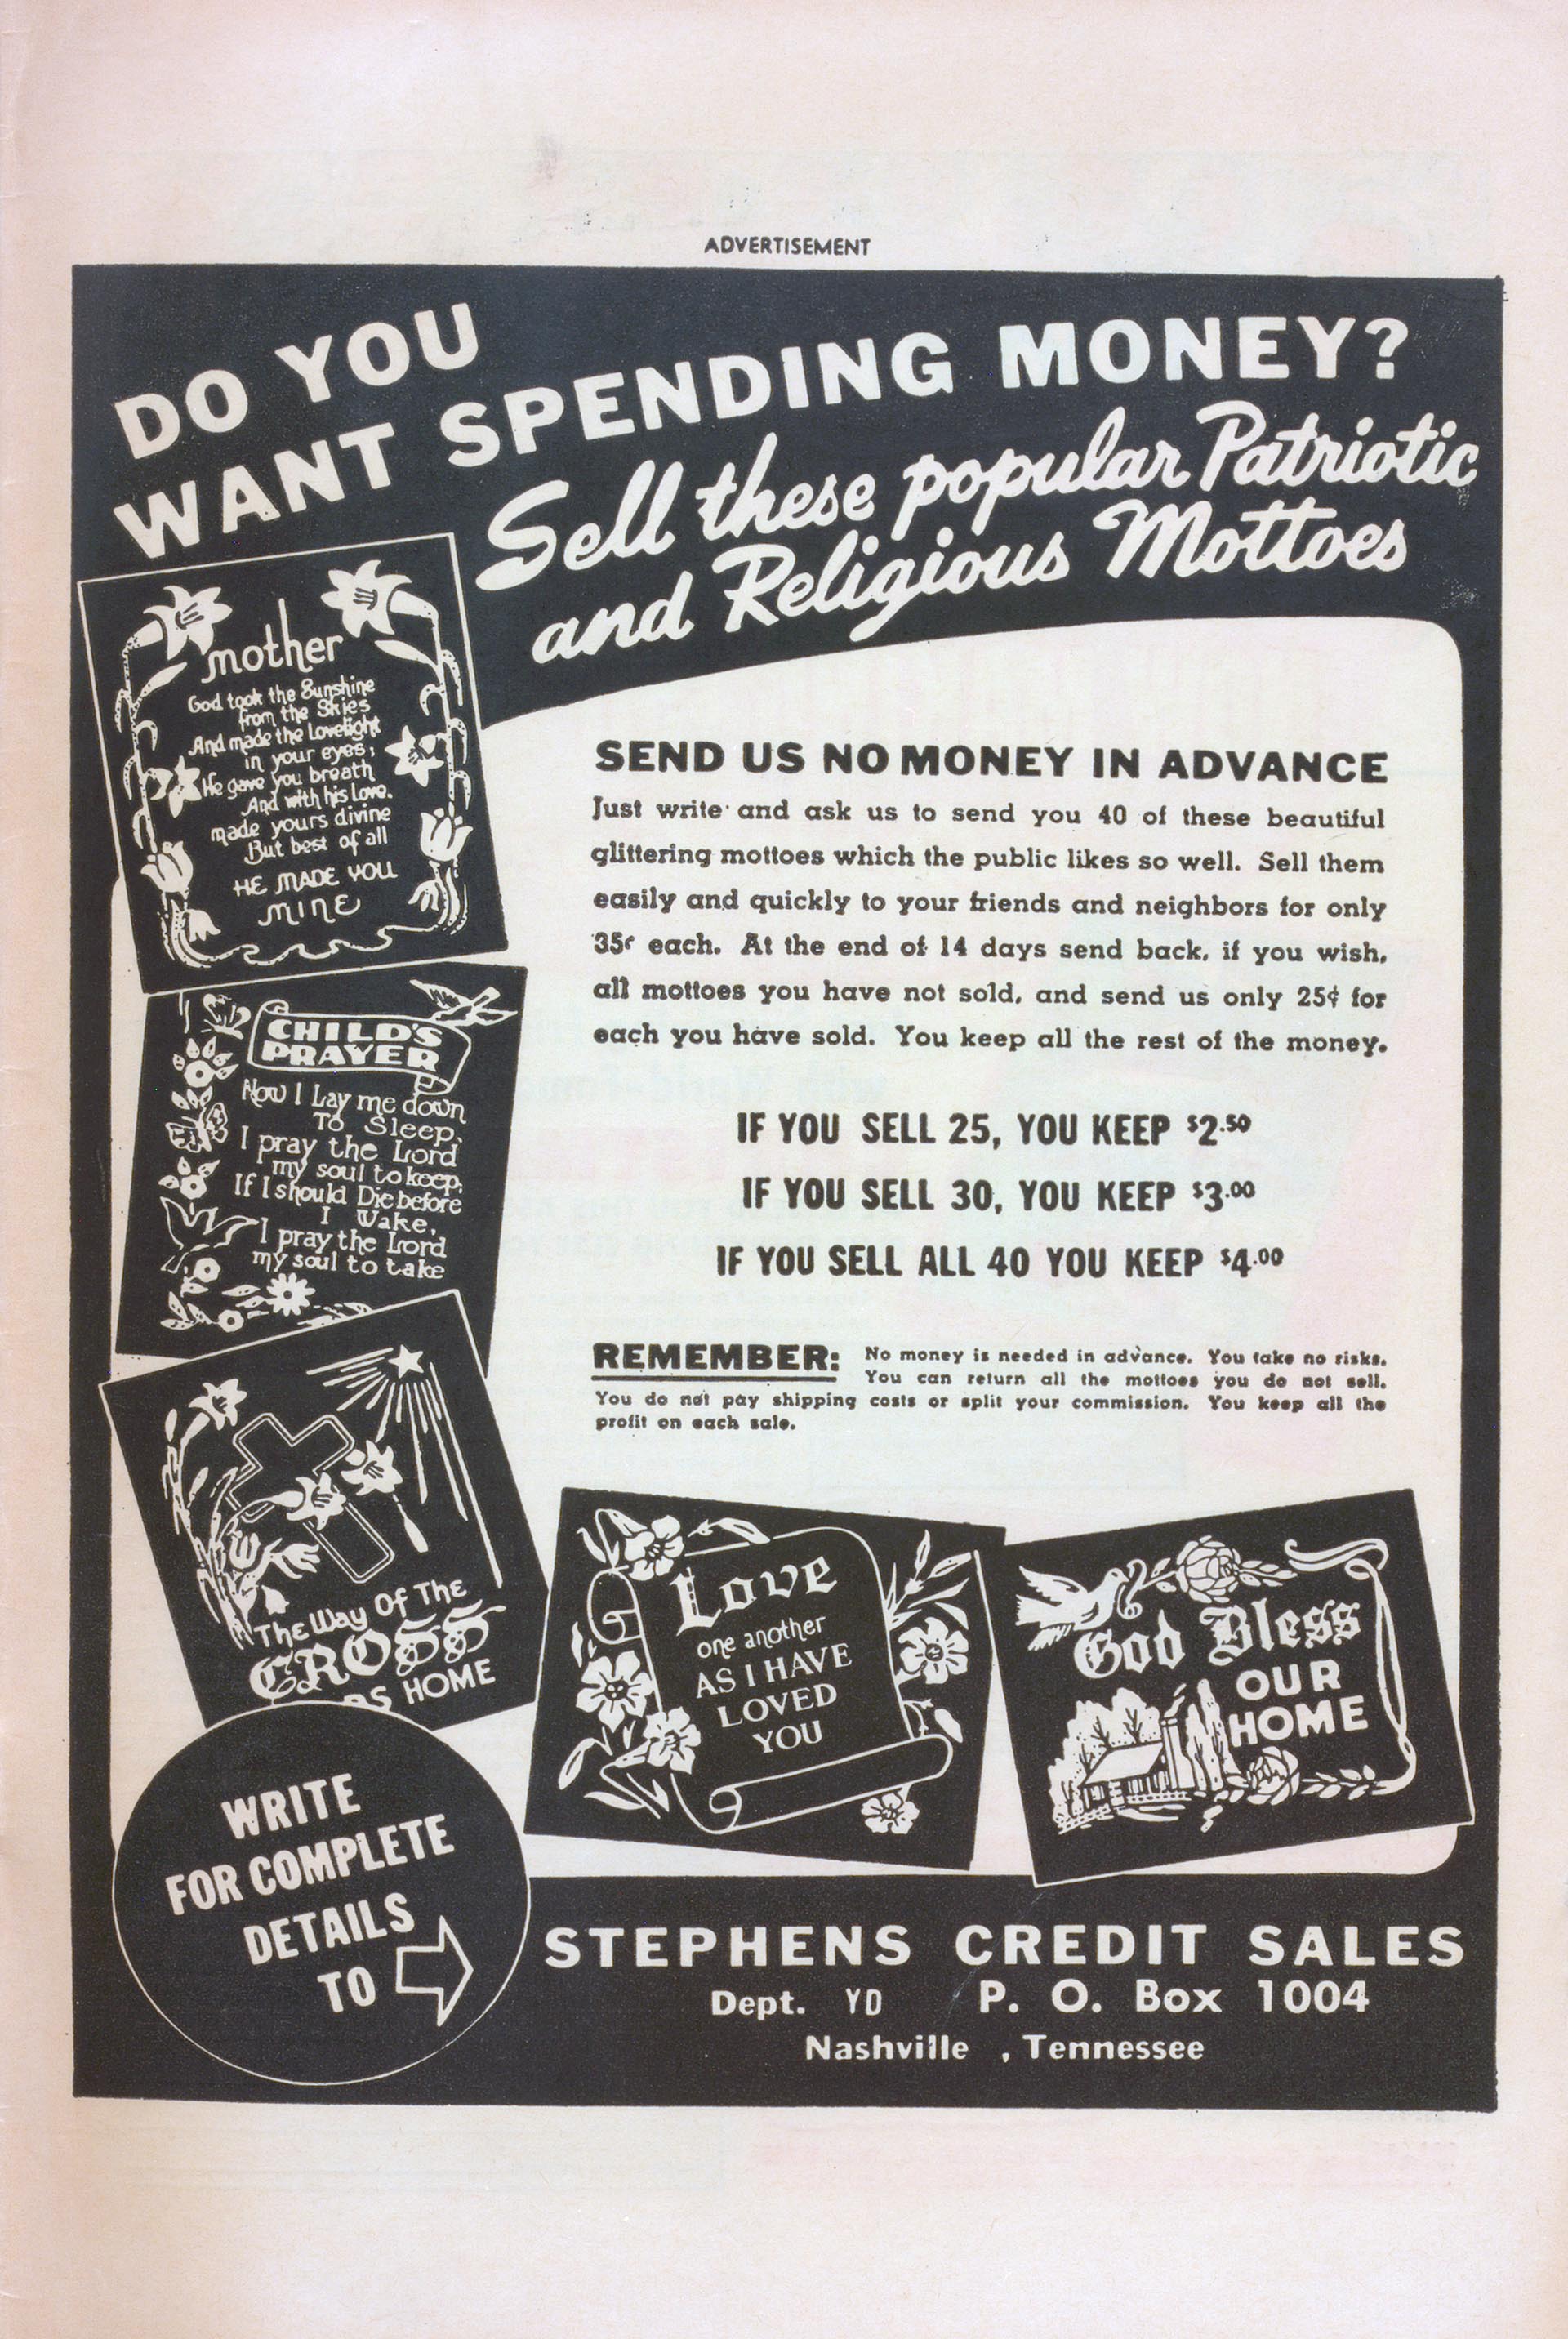 ADVERTISEMENT
DO YOU
WANT SPENDING MONEY?
Sell these popular Patriotic
and Religious Mottoes
mother
God took the Sunshine
from the Skies
And made the Lovelight
in your eyes,
He gave you breath
And with his Love.
made yours divine
But best of all
HE MADE YOU
MINE
CHILD'S
PRAYER
Now I Lay me down
To Sleep,
I pray the Lord
my soul to keep;
If I should Die before
I Wake,
I pray the Lord
my soul to take
The Way Of The
CROSS
DS HOME
SEND US NO MONEY IN ADVANCE
Just write and ask us to send you 40 of these beautiful
glittering mottoes which the public likes so well. Sell them
easily and quickly to your friends and neighbors for only
35¢ each. At the end of 14 days send back, if you wish,
all mottoes you have not sold, and send us only 25¢ for
each you have sold. You keep all the rest of the money.
IF YOU SELL 25, YOU KEEP $2.50
IF YOU SELL 30, YOU KEEP $3.00
IF YOU SELL ALL 40 YOU KEEP $4.00
REMEMBER: No money is needed in advance. You take no risks.
You can return all the mottoes you do not sell.
You do not pay shipping costs or split your commission. You keep all the
profit on each sale.
Love
one another
AS I HAVE
LOVED
YOU
God Bless
OUR
HOME
WRITE
FOR COMPLETE
DETAILS
TO
STEPHENS CREDIT SALES
Dept. YD P. O. Box 1004
Nashville , Tennessee